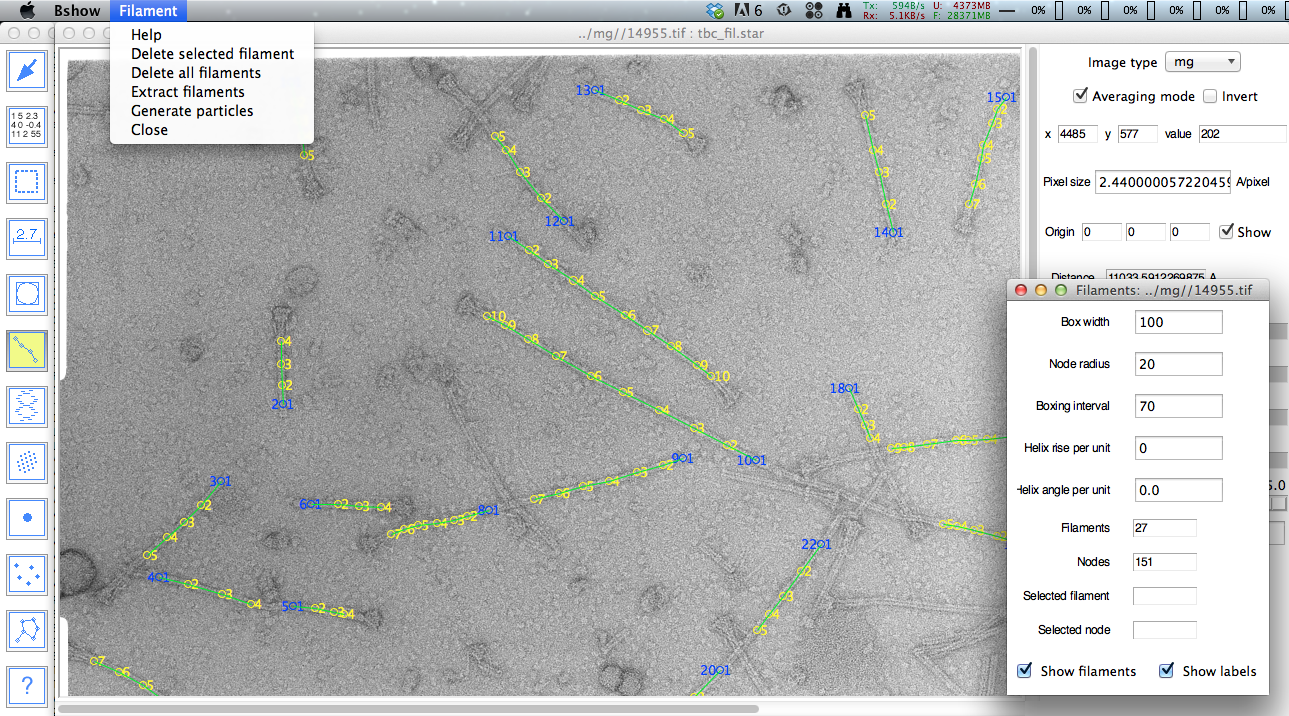 Bshow Filament 6 Tx: 594B/s U: 4373MB 0% 0% 0% 0% 0% 0%
Rx: 5.1KB/s F: 28371MB
Help
Delete selected filament
Delete all filaments
Extract filaments
Generate particles
Close
../mg//14955.tif : tbc_fil.star
1 5 2.3
4 0 -0.4
11 2 55
2.7
?
Image type mg
Averaging mode Invert
x 4485 y 577 value 202
Pixel size 2.440000057220459 A/pixel
Origin 0 0 0 Show
Distance 11033.5912269875 A
5.0
Filaments: ../mg//14955.tif
Box width 100
Node radius 20
Boxing interval 70
Helix rise per unit 0
Helix angle per unit 0.0
Filaments 27
Nodes 151
Selected filament
Selected node
Show filaments Show labels
13 1 2 3 4 5
15 1 2 3 4 5 6 7
5 4 3 2 14 1
5 4 3 2 12 1
5
11 1 2 3 4 5 6 7 8 9 10
10 9 8 7 6 5 4 3 2 10 1
4 3 2 2 1
18 1 2 3 4
3 1 2 3 4 5
6 1 2 3 4
7 6 5 4 3 2 8 1
7 6 5 4 3 2 9 1
4 1 2 3 4
5 1 2 3 4
22 1 2 3 4 5
7 6 5
20 1